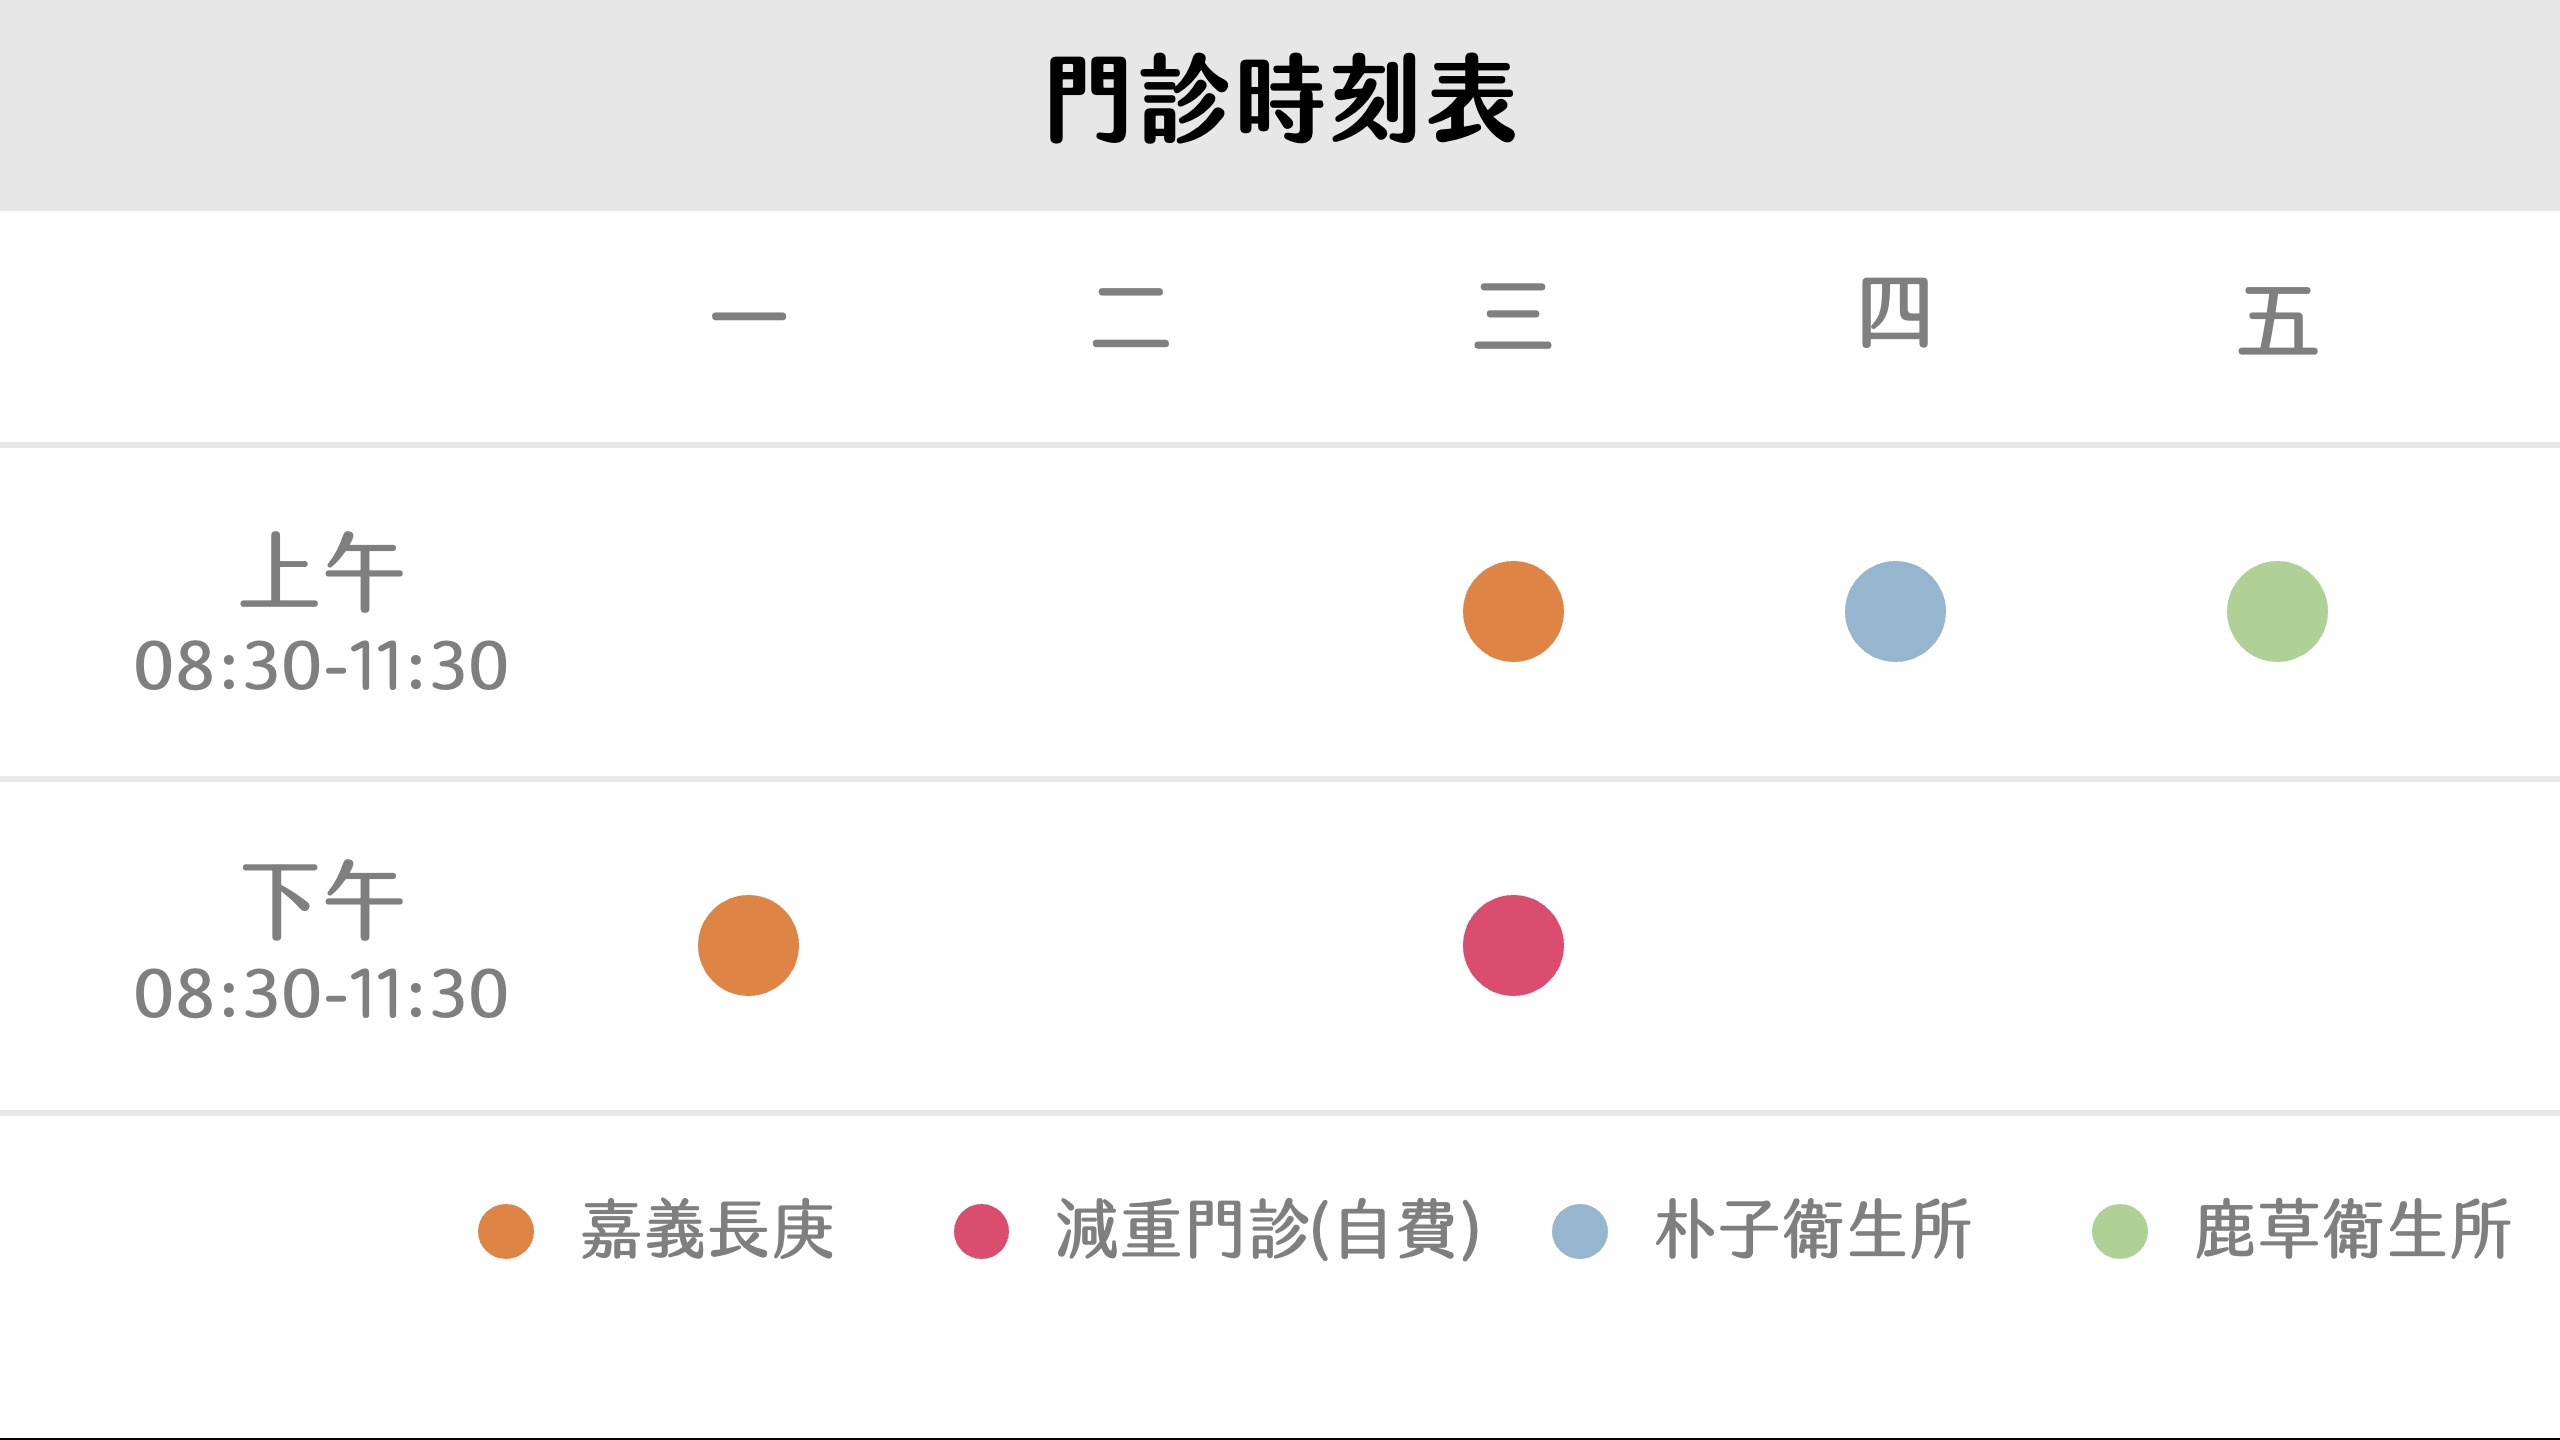 門診時刻表
一 二 三 四 五
上午
08:30-11:30
下午
08:30-11:30
嘉義長庚 減重門診(自費) 朴子衛生所 鹿草衛生所